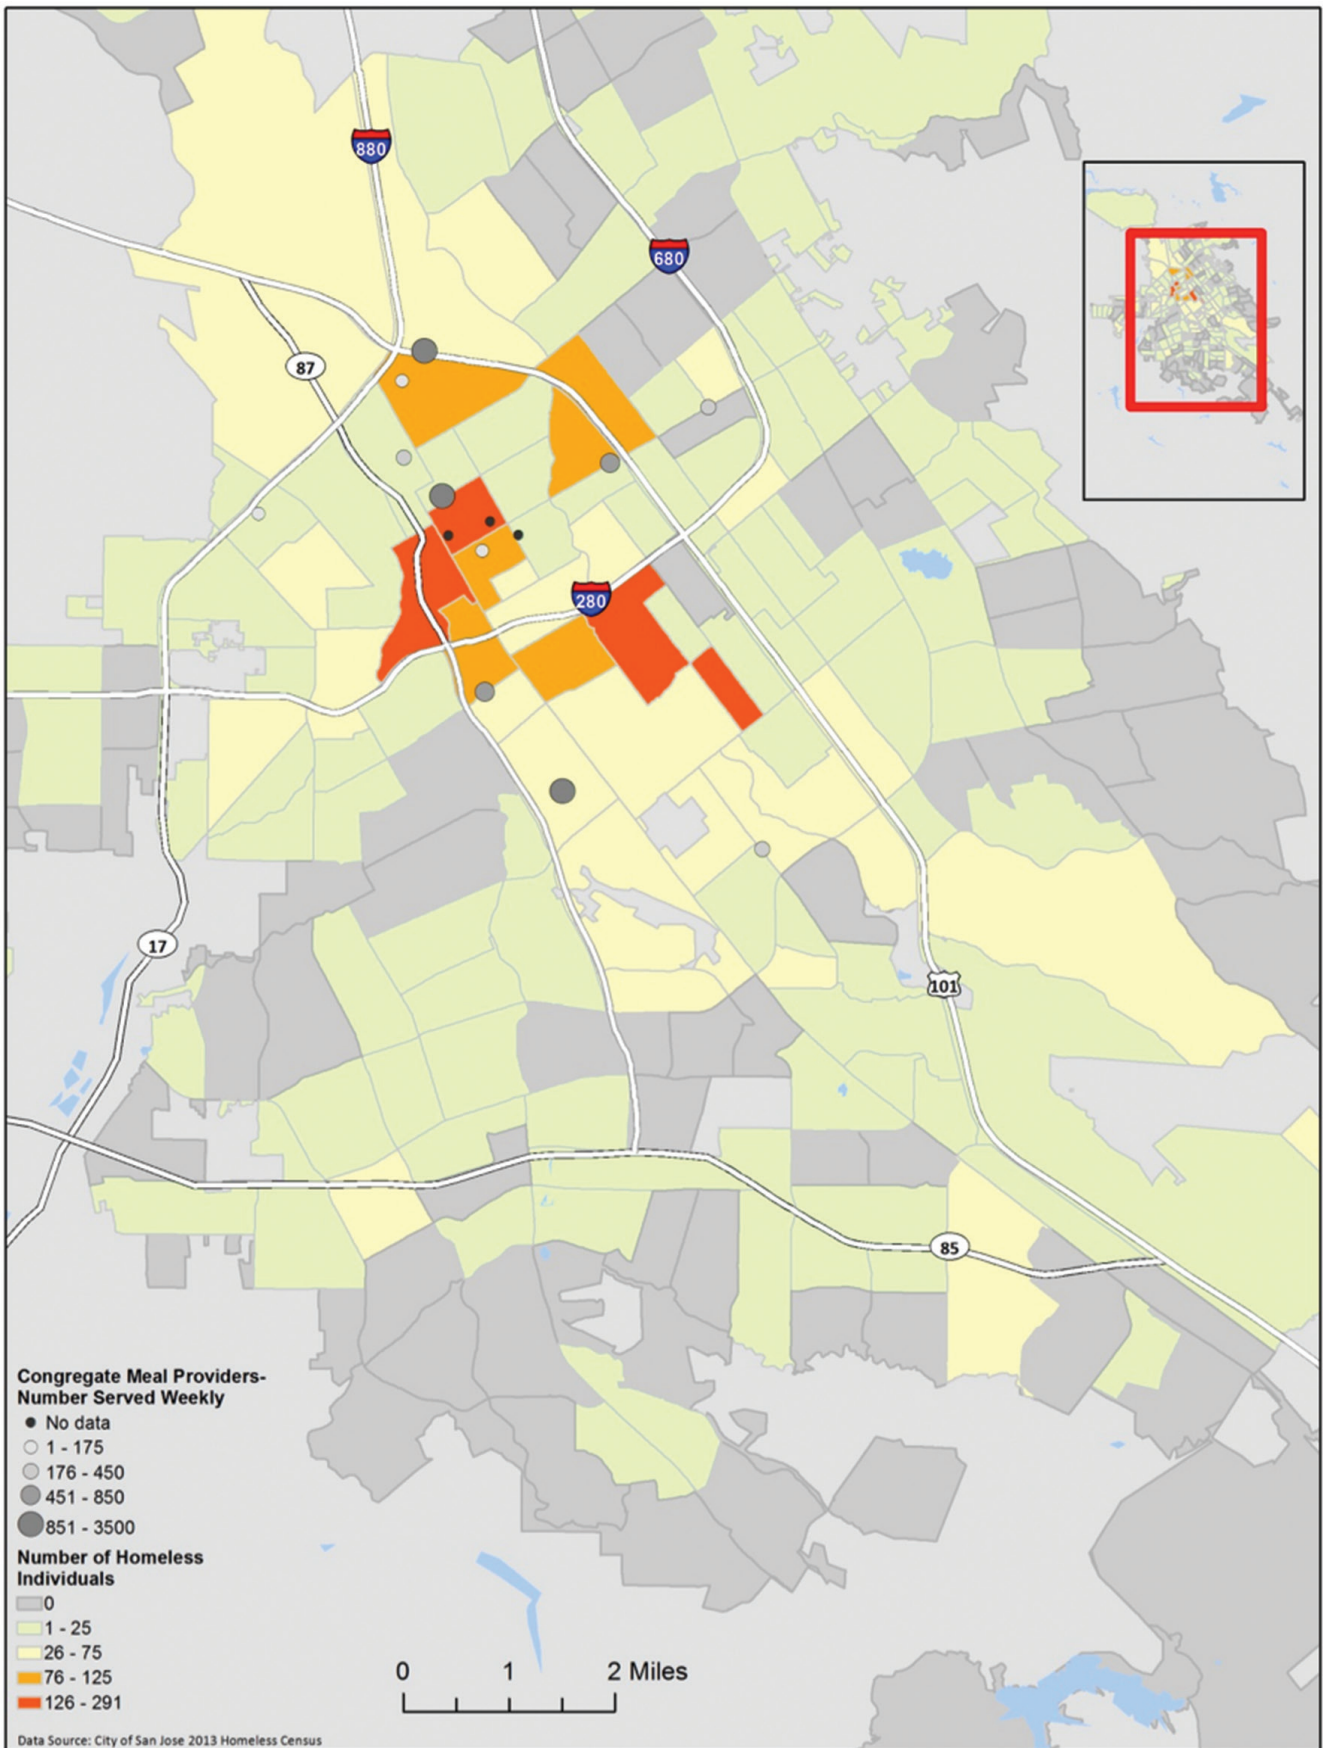 880
680
87
280
17
101
85
Congregate Meal Providers-
Number Served Weekly
No data
1 - 175
176 - 450
451 - 850
851 - 3500
Number of Homeless
Individuals
0
1 - 25
26 - 75
76 - 125
126 - 291
0 1 2 Miles
Data Source: City of San Jose 2013 Homeless Census